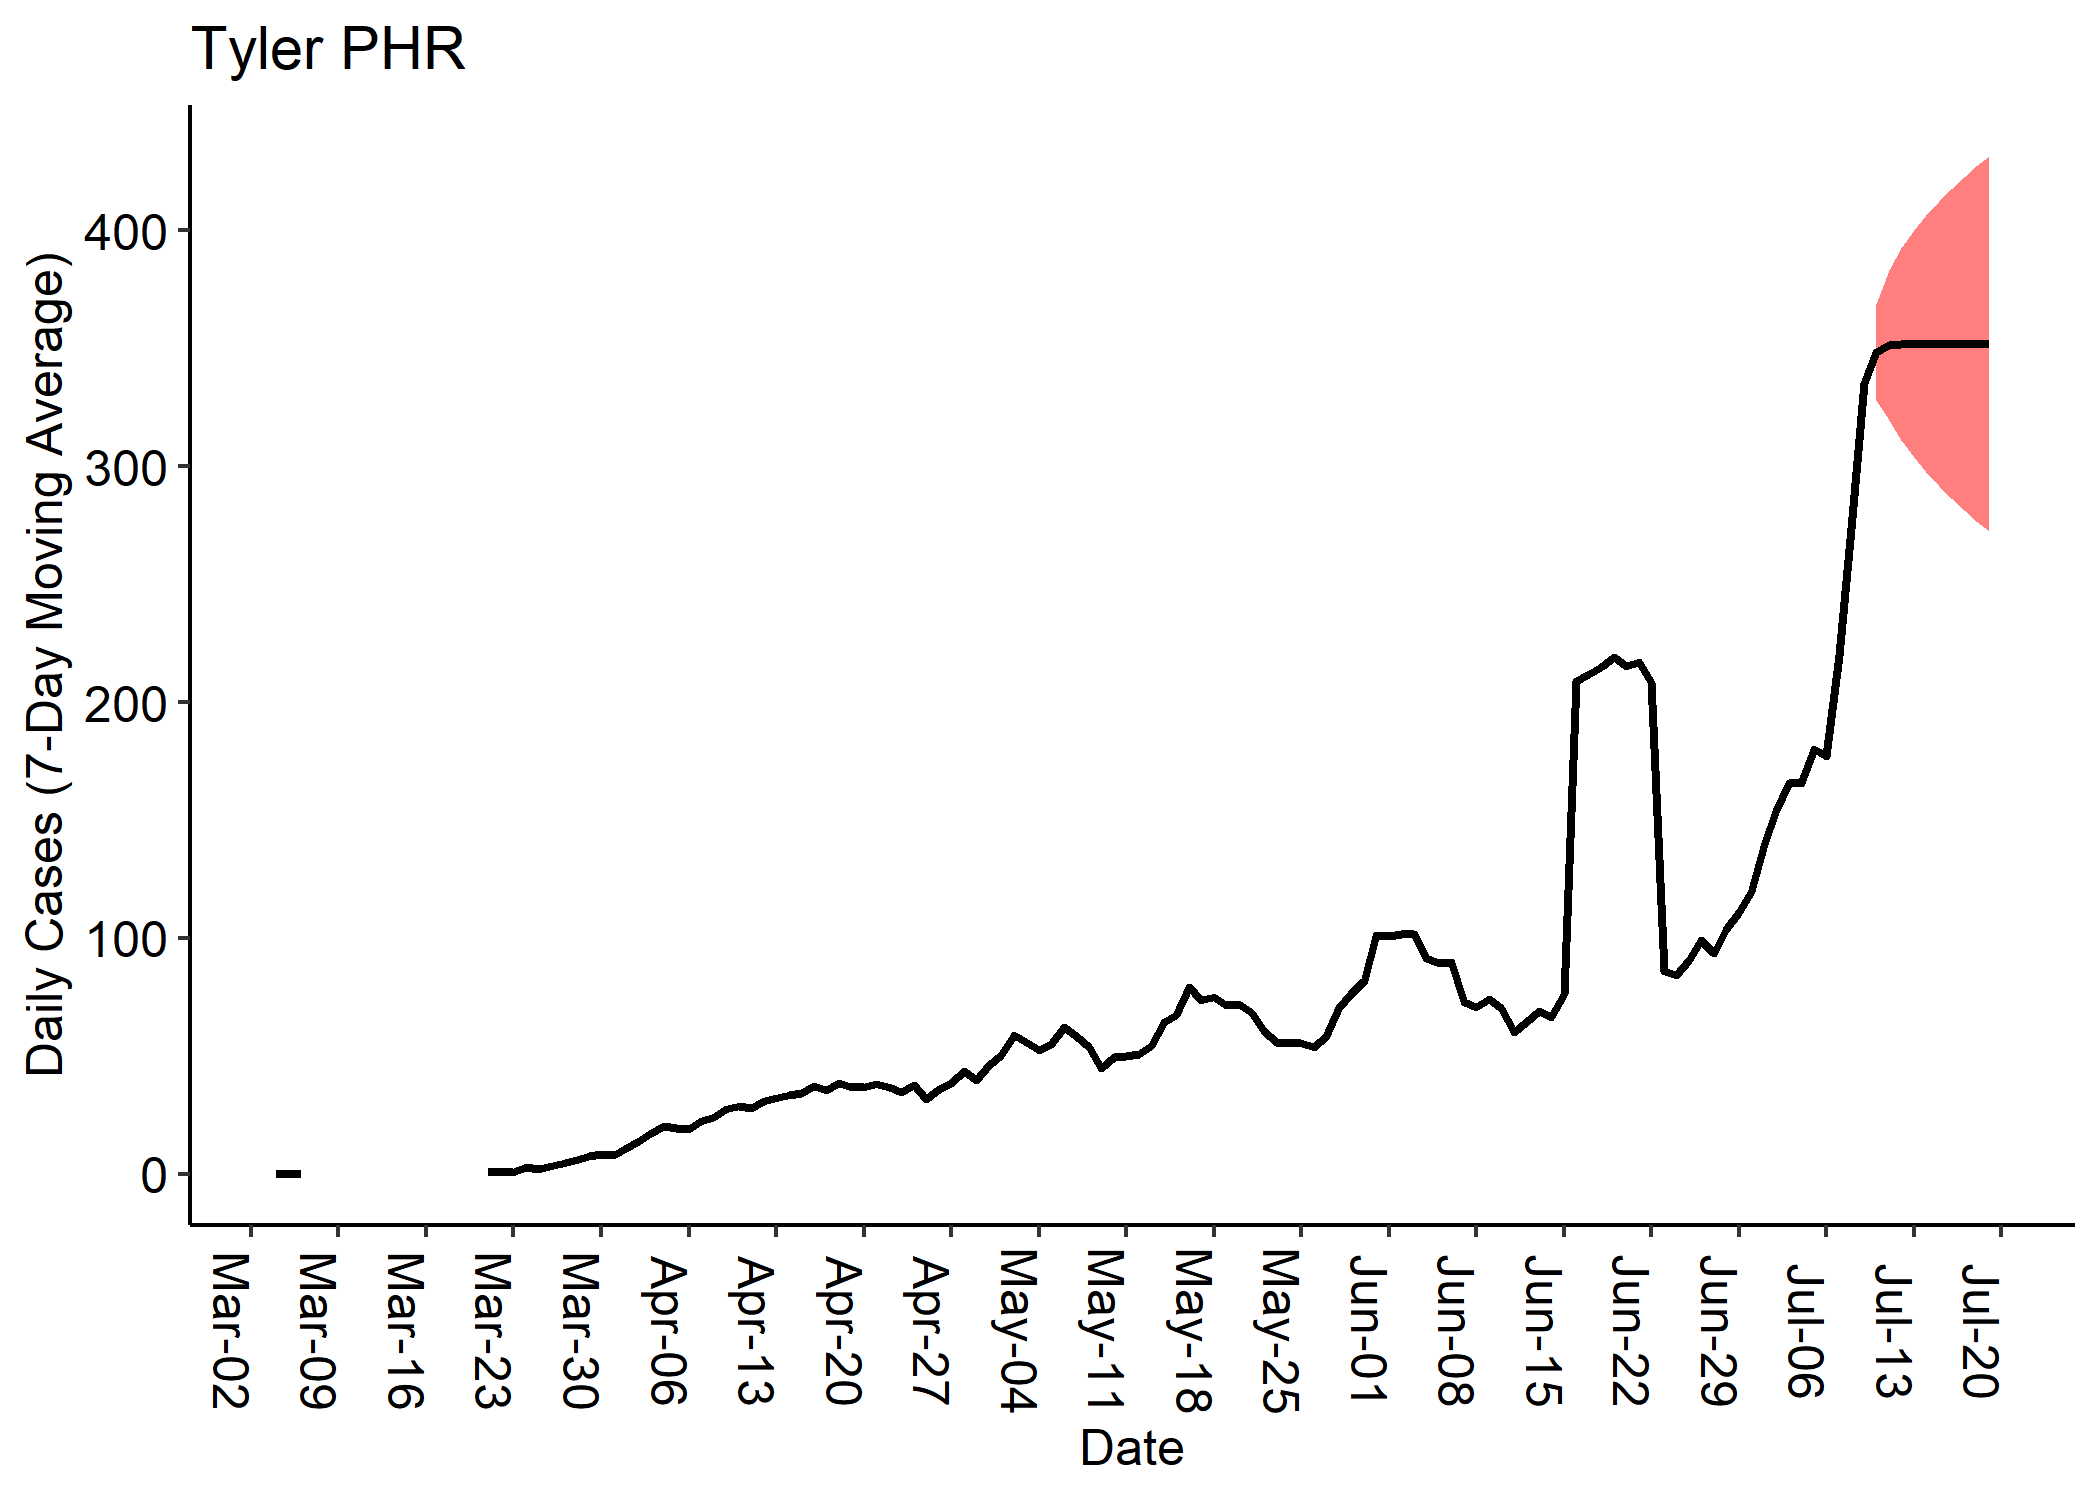 Tyler PHR
Daily Cases (7-Day Moving Average)
400
300
200
100
0
Mar-02
Mar-09
Mar-16
Mar-23
Mar-30
Apr-06
Apr-13
Apr-20
Apr-27
May-04
May-11
May-18
May-25
Jun-01
Jun-08
Jun-15
Jun-22
Jun-29
Jul-06
Jul-13
Jul-20
Date